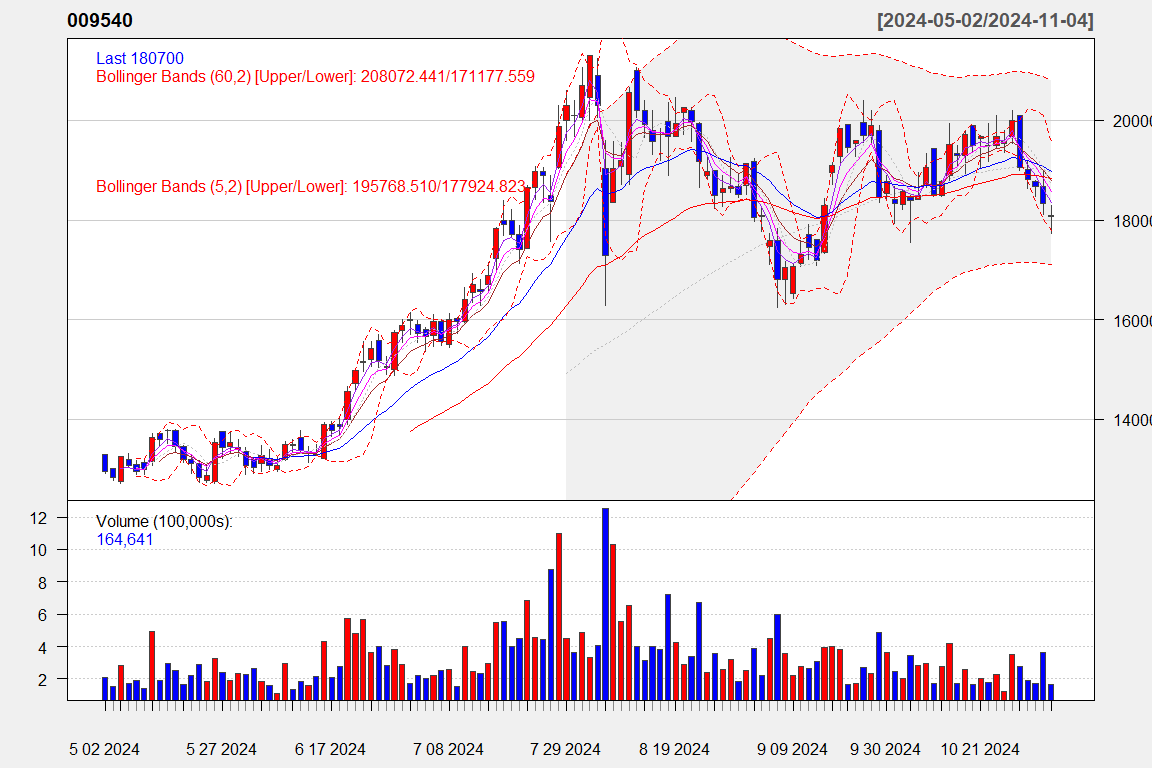 009540 [2024-05-02/2024-11-04]
Last 180700
Bollinger Bands (60,2) [Upper/Lower]: 208072.441/171177.559
20000
Bollinger Bands (5,2) [Upper/Lower]: 195768.510/177924.823
18000
16000
14000
Volume (100,000s):
164,641
12
10
8
6
4
2
5 02 2024 5 27 2024 6 17 2024 7 08 2024 7 29 2024 8 19 2024 9 09 2024 9 30 2024 10 21 2024